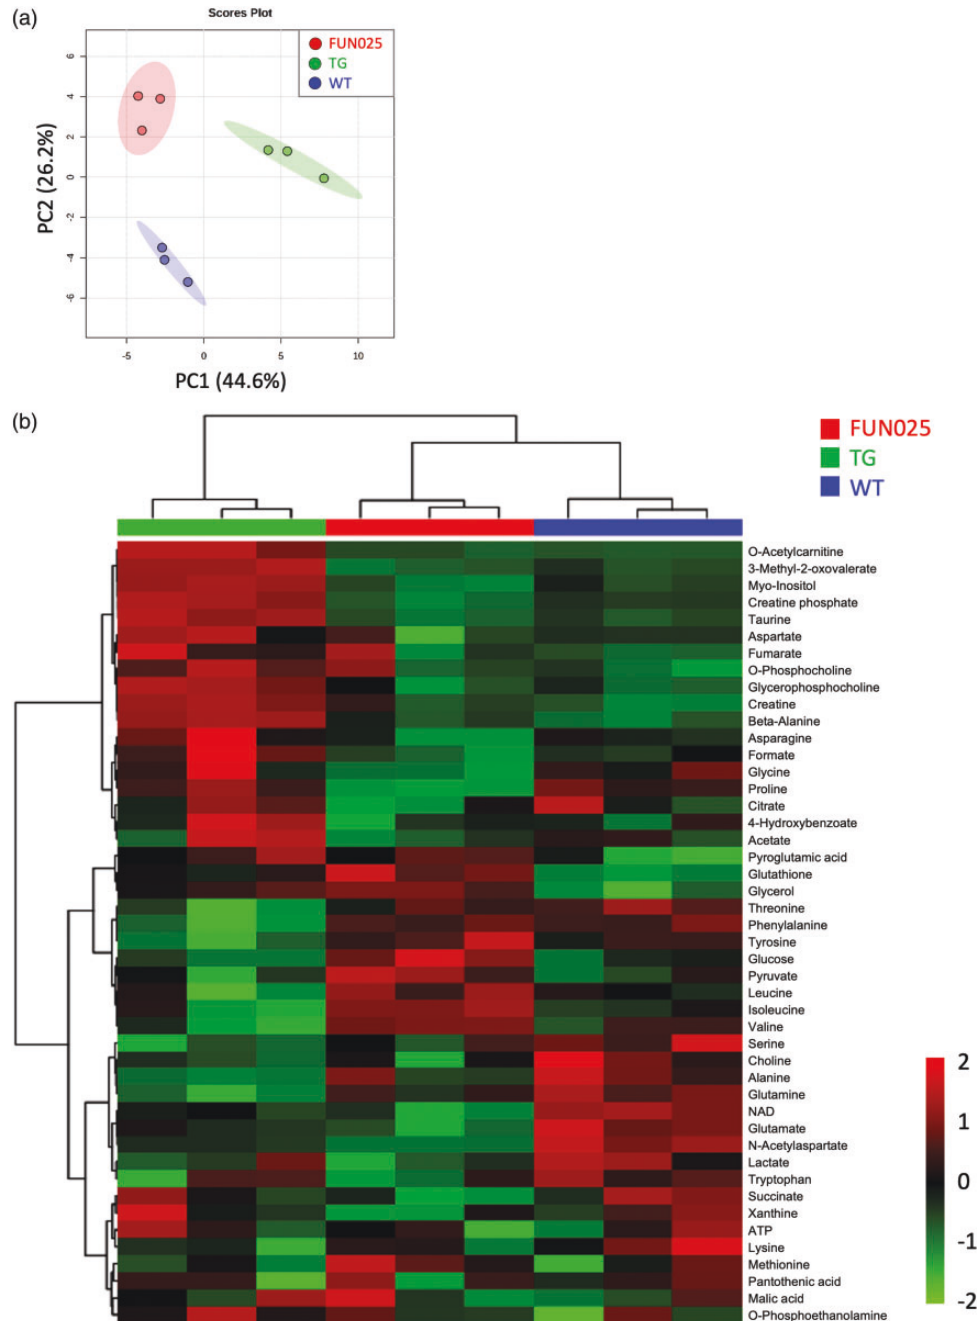 (a)
Scores Plot
FUN025
TG
WT
PC2 (26.2%)
6
4
2
0
-2
-4
-6
-5
0
5
10
PC1 (44.6%)
(b)
FUN025
TG
WT
O-Acetylcarnitine
3-Methyl-2-oxovalerate
Myo-Inositol
Creatine phosphate
Taurine
Aspartate
Fumarate
O-Phosphocholine
Glycerophosphocholine
Creatine
Beta-Alanine
Asparagine
Formate
Glycine
Proline
Citrate
4-Hydroxybenzoate
Acetate
Pyroglutamic acid
Glutathione
Glycerol
Threonine
Phenylalanine
Tyrosine
Glucose
Pyruvate
Leucine
Isoleucine
Valine
Serine
Choline
Alanine
Glutamine
NAD
Glutamate
N-Acetylaspartate
Lactate
Tryptophan
Succinate
Xanthine
ATP
Lysine
Methionine
Pantothenic acid
Malic acid
O-Phosphoethanolamine
2
1
0
-1
-2